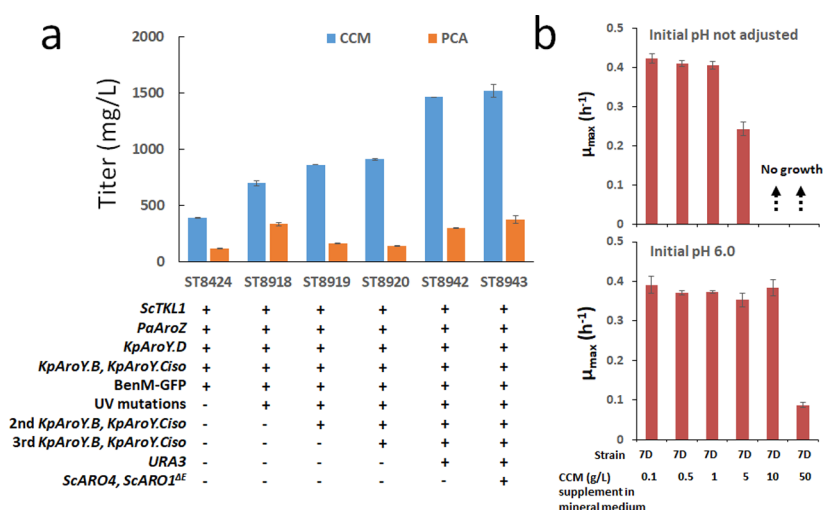 a
CCM PCA
Titer (mg/L)
2000
1500
1000
500
0
ST8424 ST8918 ST8919 ST8920 ST8942 ST8943
ScTKL1 + + + + + +
PaAroZ + + + + + +
KpAroY.D + + + + + +
KpAroY.B, KpAroY.Ciso + + + + + +
BenM-GFP + + + + + +
UV mutations - + + + + +
2nd KpAroY.B, KpAroY.Ciso - - + + + +
3rd KpAroY.B, KpAroY.Ciso - - - + + +
URA3 - - - - + +
ScARO4, ScARO1ΔE - - - - - +
b
Initial pH not adjusted
μmax (h-1)
0.5
0.4
0.3
0.2
0.1
0
No growth
Initial pH 6.0
μmax (h-1)
0.5
0.4
0.3
0.2
0.1
0
Strain 7D 7D 7D 7D 7D 7D
CCM (g/L) 0.1 0.5 1 5 10 50
supplement in
mineral medium